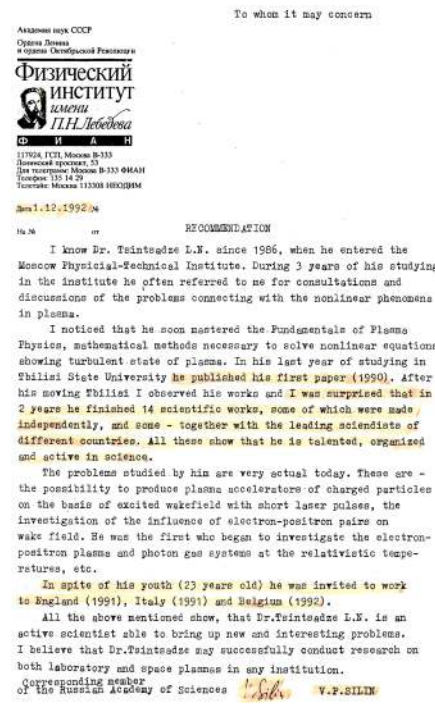 To whom it may concern
Академия наук СССР
Ордена Ленина
и ордена Октябрьской Революции
Физический
институт
имени
П.Н.Лебедева
ФИАН
117924, ГСП, Москва В-333
Ленинский проспект, 53
Для телеграмм: Москва В-333 ФИАН
Телефон: 135 14 29
Телетайп: Москва 113308 НЕОДИМ
Дата 1.12.1992 №
На № от
RECOMMENDATION
I know Dr. Tsintsadze L.N. since 1986, when he entered the
Moscow Physicial-Technical Institute. During 3 years of his studying
in the institute he often referred to me for consultations and
discussions of the problems connecting with the nonlinear phenomena
in plasma.
I noticed that he soon mastered the Fundamentals of Plasma
Physics, mathematical methods necessary to solve nonlinear equations
showing turbulent state of plasma. In his last year of studying in
Tbilisi State University he published his first paper (1990). After
his moving Tbilisi I observed his works and I was surprised that in
2 years he finished 14 scientific works, some of which were made
independently, and some - together with the leading sciendists of
different countries. All these show that he is talented, organized
and active in science.
The problems studied by him are very actual today. These are -
the possibility to produce plasma accelerators of charged particles
on the basis of excited wakefield with short laser pulses, the
investigation of the influence of electron-positron pairs on
wake field. He was the first who began to investigate the electron-
positron plasma and photon gas systems at the relativistic tempe-
ratures, etc.
In spite of his youth (23 years old) he was invited to work
to England (1991), Italy (1991) and Belgium (1992).
All the above mentioned show, that Dr.Tsintsadze L.N. is an
active scientist able to bring up new and interesting problems.
I believe that Dr.Tsintsadze may successfully conduct research on
both laboratory and space plasmas in any institution.
Corresponding member
of the Russian Academy of Sciences Silin V.P.SILIN